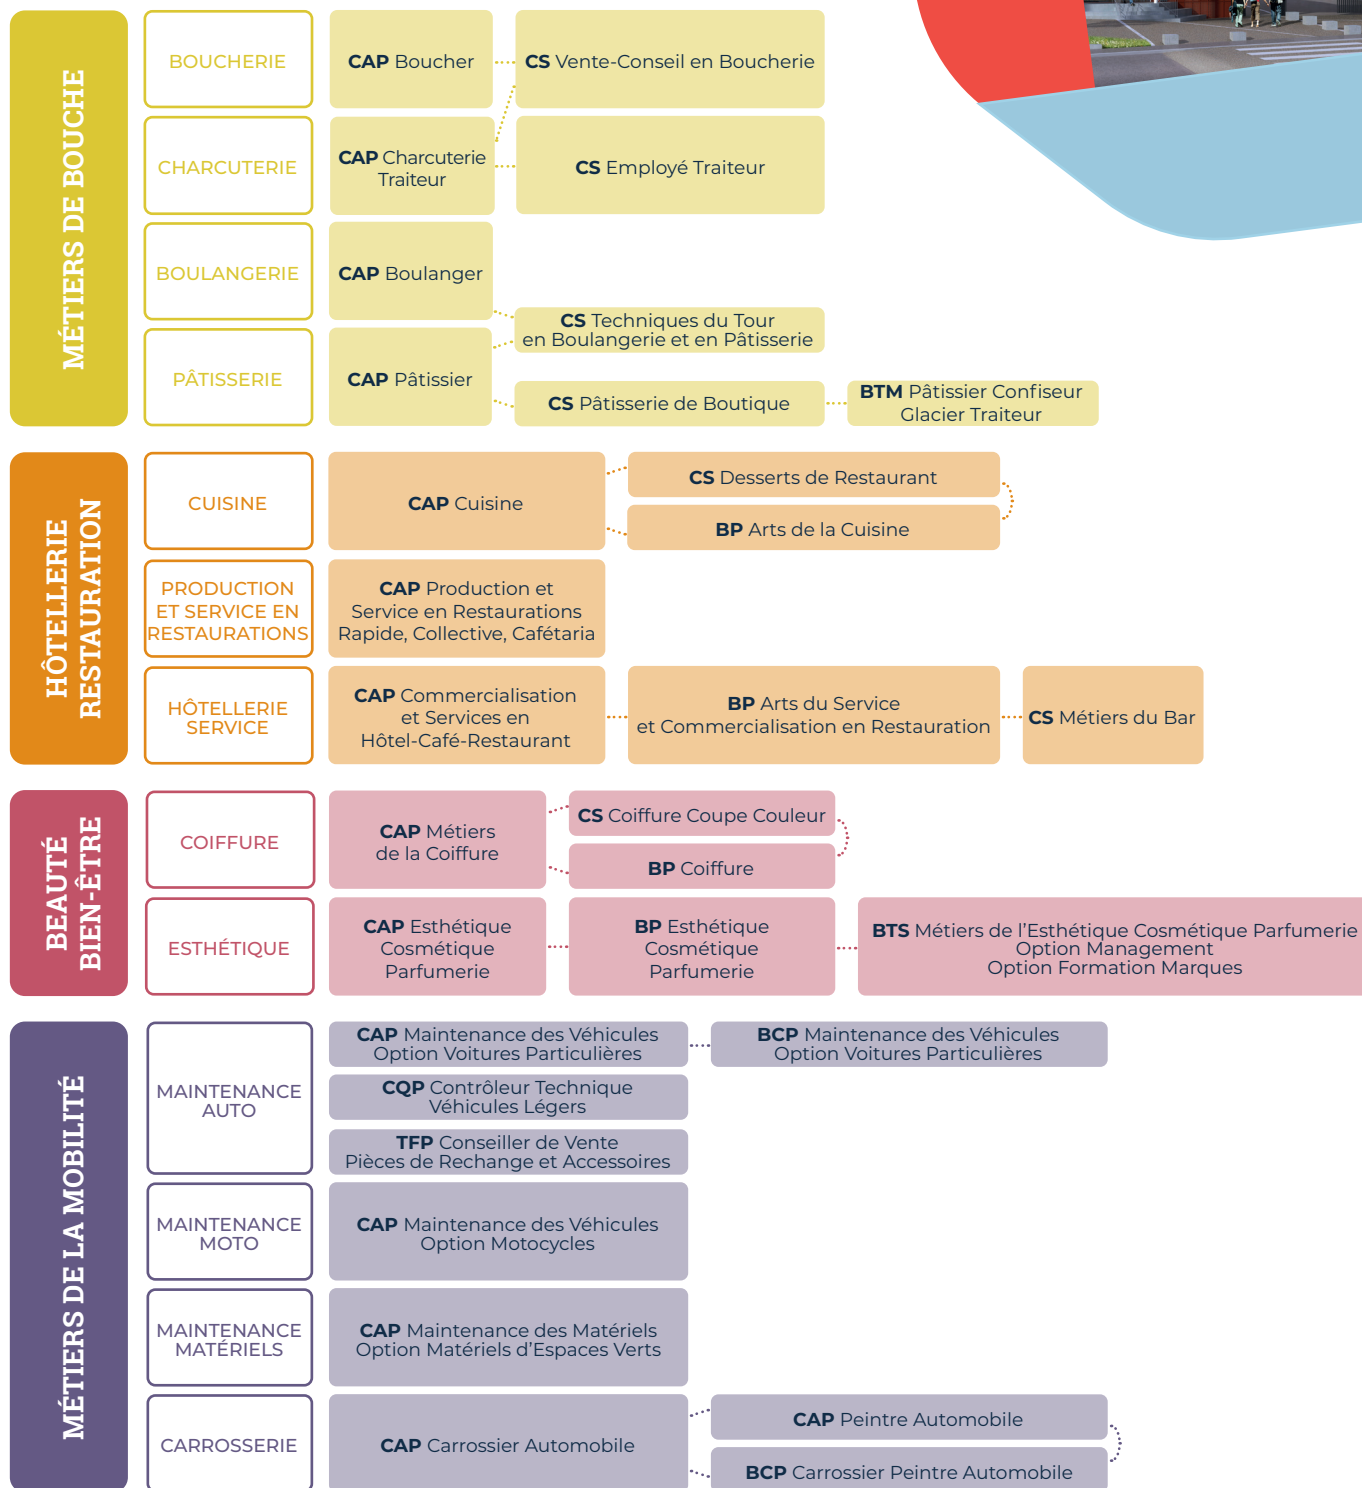 MÉTIERS DE BOUCHE
BOUCHERIE
CAP Boucher
CS Vente-Conseil en Boucherie
CHARCUTERIE
CAP Charcuterie
Traiteur
CS Employé Traiteur
BOULANGERIE
CAP Boulanger
CS Techniques du Tour
en Boulangerie et en Pâtisserie
PÂTISSERIE
CAP Pâtissier
CS Pâtisserie de Boutique
BTM Pâtissier Confiseur
Glacier Traiteur
HÔTELLERIE
RESTAURATION
CUISINE
CAP Cuisine
CS Desserts de Restaurant
BP Arts de la Cuisine
PRODUCTION
ET SERVICE EN
RESTAURATIONS
CAP Production et
Service en Restaurations
Rapide, Collective, Cafétaria
HÔTELLERIE
SERVICE
CAP Commercialisation
et Services en
Hôtel-Café-Restaurant
BP Arts du Service
et Commercialisation en Restauration
CS Métiers du Bar
BEAUTÉ
BIEN-ÊTRE
COIFFURE
CAP Métiers
de la Coiffure
CS Coiffure Coupe Couleur
BP Coiffure
ESTHÉTIQUE
CAP Esthétique
Cosmétique
Parfumerie
BP Esthétique
Cosmétique
Parfumerie
BTS Métiers de l'Esthétique Cosmétique Parfumerie
Option Management
Option Formation Marques
MÉTIERS DE LA MOBILITÉ
MAINTENANCE
AUTO
CAP Maintenance des Véhicules
Option Voitures Particulières
BCP Maintenance des Véhicules
Option Voitures Particulières
CQP Contrôleur Technique
Véhicules Légers
TFP Conseiller de Vente
Pièces de Rechange et Accessoires
MAINTENANCE
MOTO
CAP Maintenance des Véhicules
Option Motocycles
MAINTENANCE
MATÉRIELS
CAP Maintenance des Matériels
Option Matériels d'Espaces Verts
CARROSSERIE
CAP Carrossier Automobile
CAP Peintre Automobile
BCP Carrossier Peintre Automobile